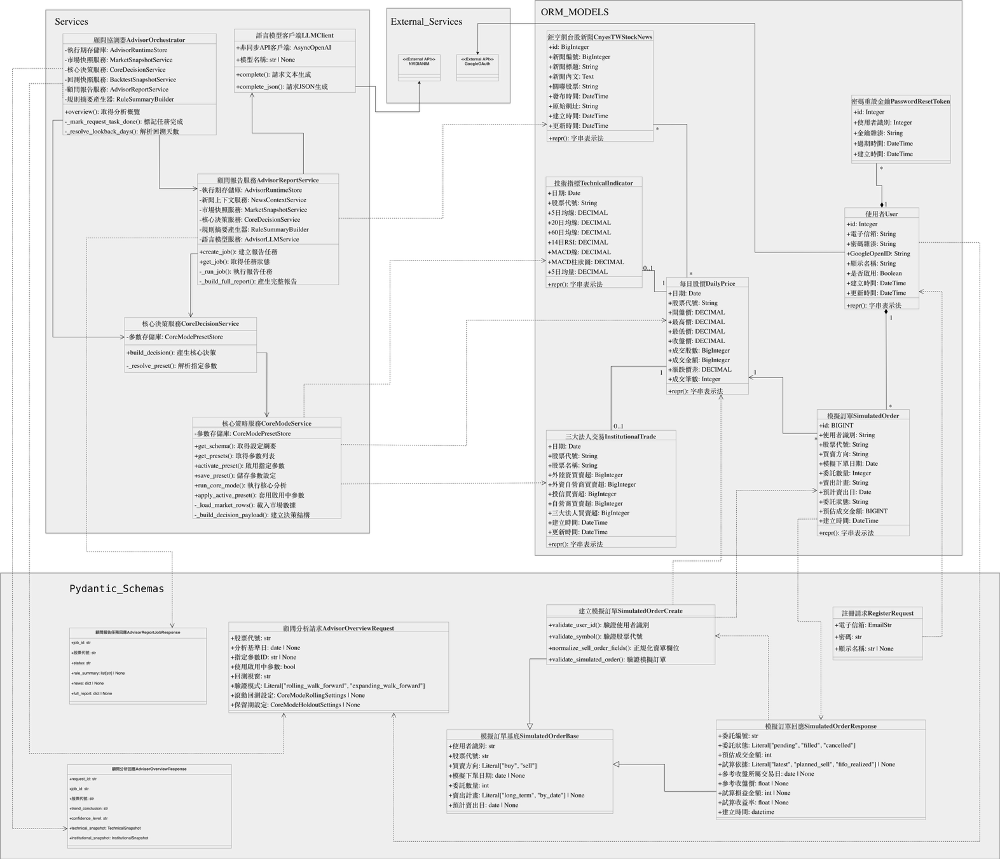 Services
顧問協調器AdvisorOrchestrator
-執行期存儲庫: AdvisorRuntimeStore
-市場快照服務: MarketSnapshotService
-核心決策服務: CoreDecisionService
-回測快照服務: BacktestSnapshotService
-顧問報告服務: AdvisorReportService
-規則摘要產生器: RuleSummaryBuilder
+overview(): 取得分析概覽
-_mark_request_task_done(): 標記任務完成
-_resolve_lookback_days(): 解析回溯天數
語言模型客戶端LLMClient
+非同步API客戶端: AsyncOpenAI
+模型名稱: str | None
+complete(): 請求文本生成
+complete_json(): 請求JSON生成
顧問報告服務AdvisorReportService
-執行期存儲庫: AdvisorRuntimeStore
-新聞上下文服務: NewsContextService
-市場快照服務: MarketSnapshotService
-核心決策服務: CoreDecisionService
-規則摘要產生器: RuleSummaryBuilder
-語言模型服務: AdvisorLLMService
+create_job(): 建立報告任務
+get_job(): 取得任務狀態
-_run_job(): 執行報告任務
-_build_full_report(): 產生完整報告
核心決策服務CoreDecisionService
-參數存儲庫: CoreModePresetStore
+build_decision(): 產生核心決策
-_resolve_preset(): 解析指定參數
核心策略服務CoreModeService
-參數存儲庫: CoreModePresetStore
+get_schema(): 取得設定綱要
+get_presets(): 取得參數列表
+activate_preset(): 啟用指定參數
+save_preset(): 儲存參數設定
+run_core_mode(): 執行核心分析
+apply_active_preset(): 套用啟用中參數
-_load_market_rows(): 載入市場數據
-_build_decision_payload(): 建立決策結構
External_Services
<<External API>>
NVIDIANIM
<<External API>>
GoogleOAuth
ORM_MODELS
鉅亨網台股新聞CnyesTWStockNews
+id: BigInteger
+新聞編號: BigInteger
+新聞標題: String
+新聞內文: Text
+關聯股票: String
+發布時間: DateTime
+原始網址: String
+建立時間: DateTime
+更新時間: DateTime
+repr(): 字串表示法
*
密碼重設金鑰PasswordResetToken
+id: Integer
+使用者識別: Integer
+金鑰雜湊: String
+過期時間: DateTime
+建立時間: DateTime
*
1
使用者User
+id: Integer
+電子信箱: String
+密碼雜湊: String
+GoogleOpenID: String
+顯示名稱: String
+是否啟用: Boolean
+建立時間: DateTime
+更新時間: DateTime
+repr(): 字串表示法
1
技術指標TechnicalIndicator
+日期: Date
+股票代號: String
+5日均線: DECIMAL
+20日均線: DECIMAL
+60日均線: DECIMAL
+14日RSI: DECIMAL
+MACD線: DECIMAL
+MACD柱狀圖: DECIMAL
+5日均量: DECIMAL
+repr(): 字串表示法
0..1
1
*
每日股價DailyPrice
+日期: Date
+股票代號: String
+開盤價: DECIMAL
+最高價: DECIMAL
+最低價: DECIMAL
+收盤價: DECIMAL
+成交股數: BigInteger
+成交金額: BigInteger
+漲跌價差: DECIMAL
+成交筆數: Integer
+repr(): 字串表示法
1
1
0..1
三大法人交易InstitutionalTrade
+日期: Date
+股票代號: String
+股票名稱: String
+外陸資買賣超: BigInteger
+外資自營商買賣超: BigInteger
+投信買賣超: BigInteger
+自營商買賣超: BigInteger
+三大法人買賣超: BigInteger
+建立時間: DateTime
+更新時間: DateTime
+repr(): 字串表示法
*
*
模擬訂單SimulatedOrder
+id: BIGINT
+使用者識別: String
+股票代號: String
+買賣方向: String
+模擬下單日期: Date
+委託數量: Integer
+賣出計畫: String
+預計賣出日: Date
+委託狀態: String
+預估成交金額: BIGINT
+建立時間: DateTime
+repr(): 字串表示法
Pydantic_Schemas
顧問報告任務回應AdvisorReportJobResponse
+job_id: str
+股票代號: str
+status: str
+rule_summary: list[str] | None
+news: dict | None
+full_report: dict | None
顧問分析請求AdvisorOverviewRequest
+股票代號: str
+分析基準日: date | None
+指定參數ID: str | None
+使用啟用中參數: bool
+回測視窗: str
+驗證模式: Literal["rolling_walk_forward", "expanding_walk_forward"]
+滾動回測設定: CoreModeRollingSettings | None
+保留期設定: CoreModeHoldoutSettings | None
建立模擬訂單SimulatedOrderCreate
+validate_user_id(): 驗證使用者識別
+validate_symbol(): 驗證股票代號
+normalize_sell_order_fields(): 正規化賣單欄位
+validate_simulated_order(): 驗證模擬訂單
註冊請求RegisterRequest
+電子信箱: EmailStr
+密碼: str
+顯示名稱: str | None
顧問分析回應AdvisorOverviewResponse
+request_id: str
+job_id: str
+股票代號: str
+trend_conclusion: str
+confidence_level: str
+technical_snapshot: TechnicalSnapshot
+institutional_snapshot: InstitutionalSnapshot
模擬訂單基底SimulatedOrderBase
+使用者識別: str
+股票代號: str
+買賣方向: Literal["buy", "sell"]
+模擬下單日期: date | None
+委託數量: int
+賣出計畫: Literal["long_term", "by_date"] | None
+預計賣出日: date | None
模擬訂單回應SimulatedOrderResponse
+委託編號: str
+委託狀態: Literal["pending", "filled", "cancelled"]
+預估成交金額: int
+試算依據: Literal["latest", "planned_sell", "fifo_realized"] | None
+參考收盤所屬交易日: date | None
+參考收盤價: float | None
+試算損益金額: int | None
+試算收益率: float | None
+建立時間: datetime